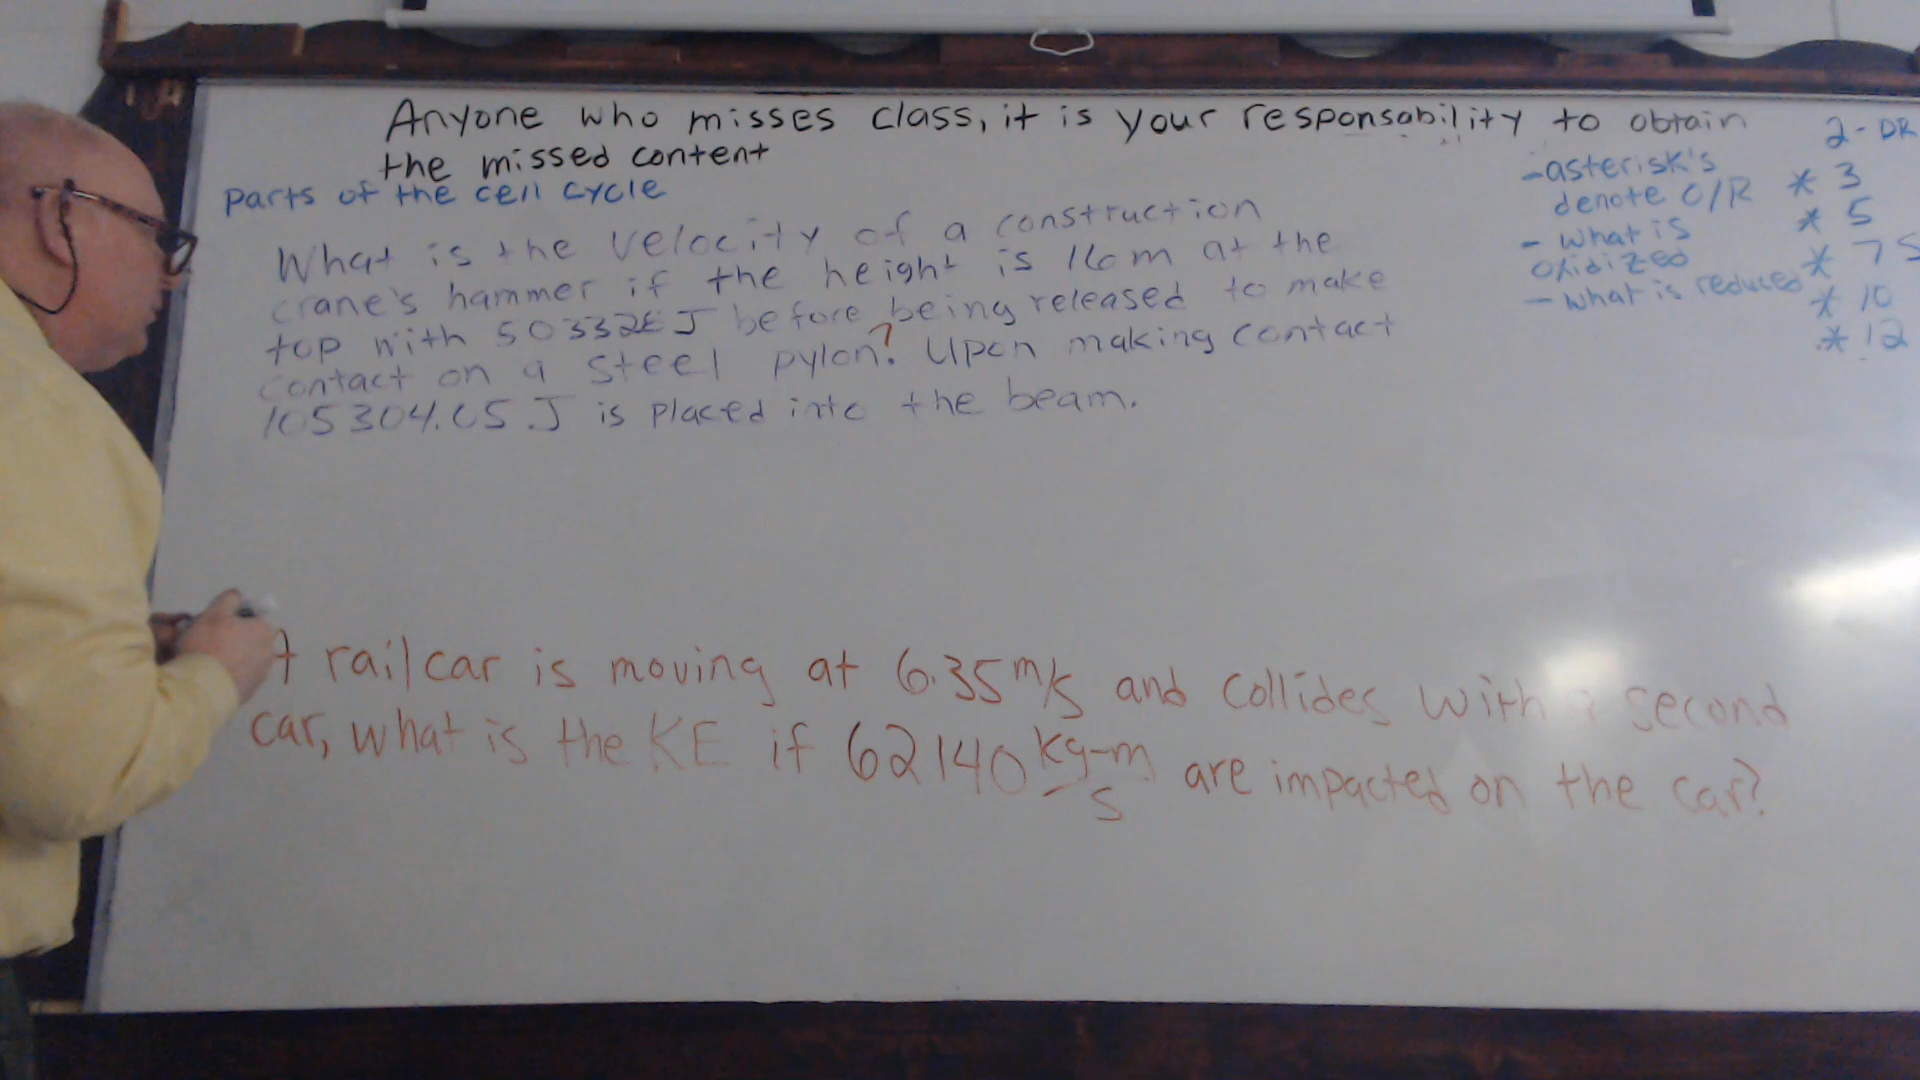 Anyone who misses class, it is your responsability to obtain
the missed content
Parts of the cell cycle
What is the velocity of a construction
crane's hammer if the height is 16m at the
top with J before being released to make
contact on a steel pylon? Upon making contact
105304.05 J is placed into the beam.
A railcar is moving at 6.35 m/s and collides with a second
car, what is the KE if 62140 kg-m/s are impacted on the car?
2-DR
-asterisk's
denote O/R
- what is
oxidized
- what is reduced
* 3
* 5
* 7 S
* 10
* 12